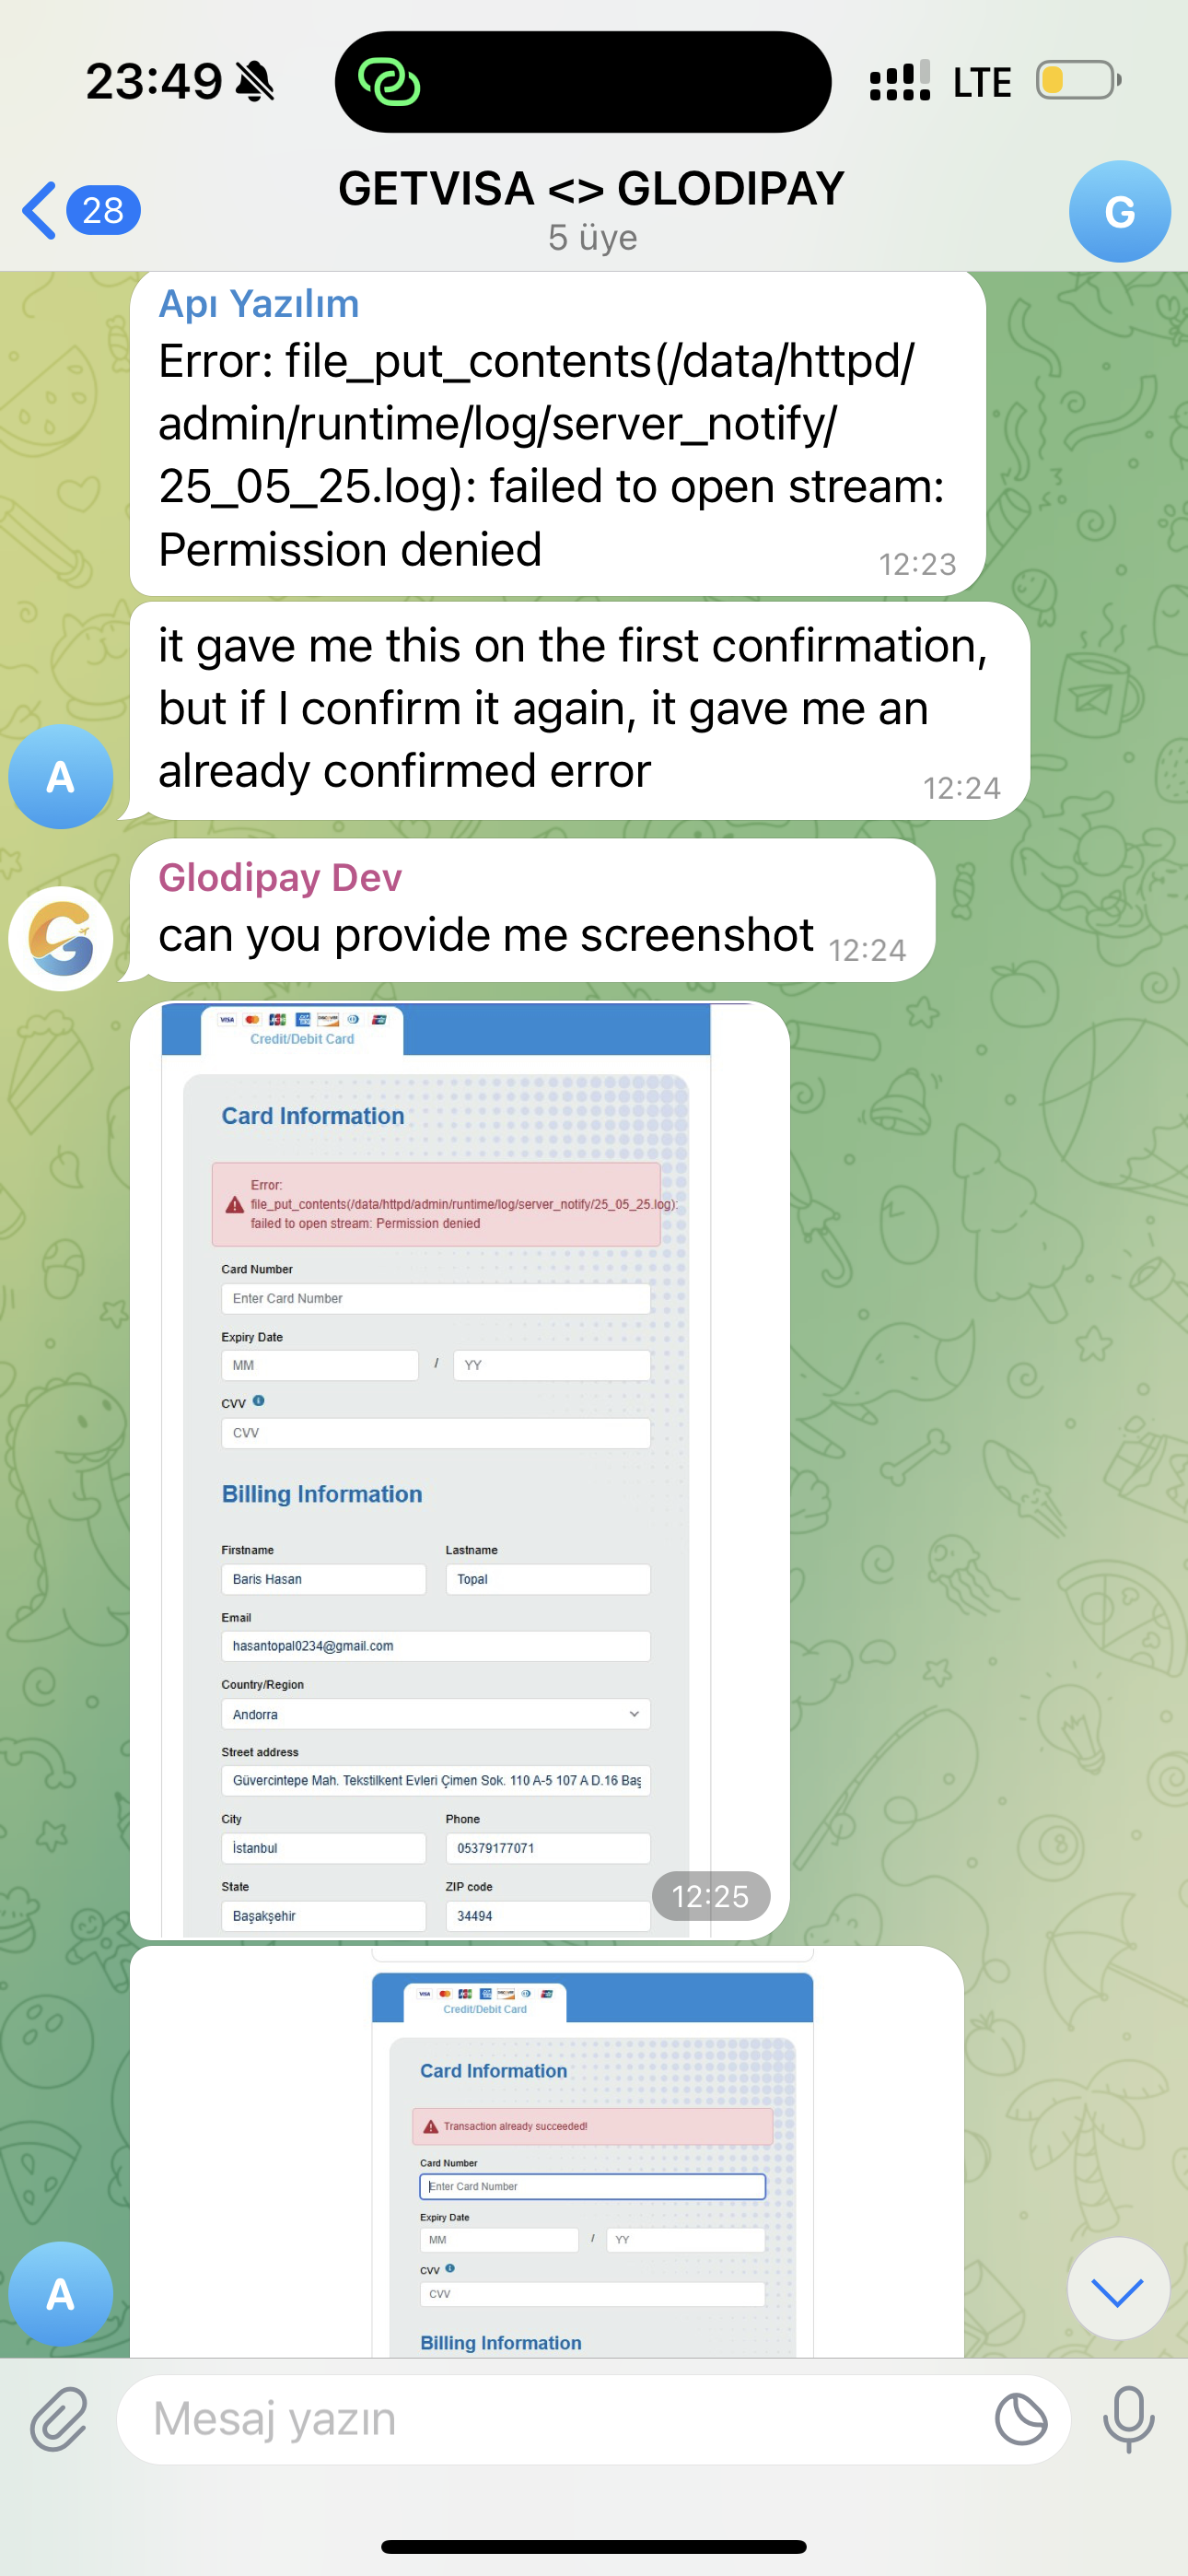 23:49
LTE
28
GETVISA <> GLODIPAY
5 üye
G
Apı Yazılım
Error: file_put_contents(/data/httpd/
admin/runtime/log/server_notify/
25_05_25.log): failed to open stream:
Permission denied
12:23
it gave me this on the first confirmation,
but if I confirm it again, it gave me an
already confirmed error
12:24
A
Glodipay Dev
can you provide me screenshot
12:24
VISA
Credit/Debit Card
Card Information
Error:
file_put_contents(/data/httpd/admin/runtime/log/server_notify/25_05_25.log):
failed to open stream: Permission denied
Card Number
Enter Card Number
Expiry Date
MM / YY
CVV
CVV
Billing Information
Firstname Lastname
Baris Hasan Topal
Email
hasantopal0234@gmail.com
Country/Region
Andorra
Street address
Güvercintepe Mah. Tekstilkent Evleri Çimen Sok. 110 A-5 107 A D.16 Baş
City Phone
İstanbul 05379177071
State ZIP code
Başakşehir 34494
12:25
VISA
Credit/Debit Card
Card Information
Transaction already succeeded!
Card Number
Enter Card Number
Expiry Date
MM / YY
CVV
CVV
Billing Information
A
Mesaj yazın